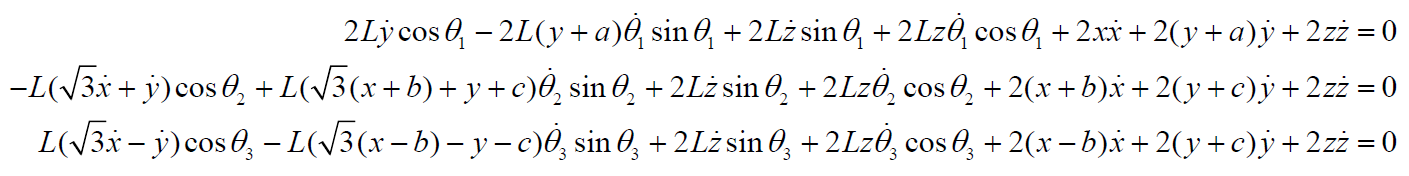 2Lẏ cos θ₁ − 2L(y + a)θ̇₁ sin θ₁ + 2Lż sin θ₁ + 2Lzθ̇₁ cos θ₁ + 2xẋ + 2(y + a)ẏ + 2zż = 0
−L(√3ẋ + ẏ) cos θ₂ + L(√3(x + b) + y + c)θ̇₂ sin θ₂ + 2Lż sin θ₂ + 2Lzθ̇₂ cos θ₂ + 2(x + b)ẋ + 2(y + c)ẏ + 2zż = 0
L(√3ẋ − ẏ) cos θ₃ − L(√3(x − b) − y − c)θ̇₃ sin θ₃ + 2Lż sin θ₃ + 2Lzθ̇₃ cos θ₃ + 2(x − b)ẋ + 2(y + c)ẏ + 2zż = 0